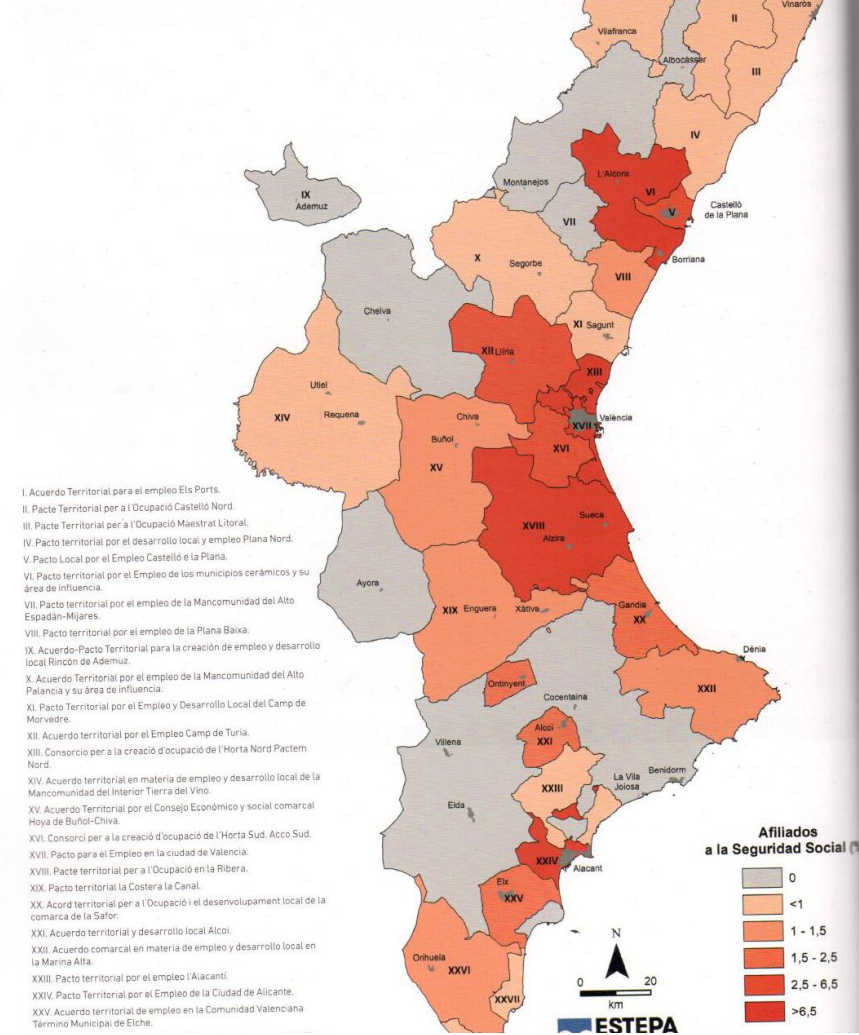 Vinaròs
II
Vilafranca
Albocàsser
III
IV
L'Alcora
IX
Ademuz
Montanejos
VI
V
Castelló
de la Plana
VII
X
Segorbe
Borriana
VIII
Chelva
XI Sagunt
XII Llíria
XIII
Utiel
XIV
Requena
Chiva
València
XVII
Buñol
XVI
XV
XVIII
Sueca
Alzira
Ayora
XIX Enguera
Xàtiva
Gandia
XX
Dénia
Ontinyent
XXII
Cocentaina
Alcoi
XXI
Villena
La Vila
Joiosa
Benidorm
XXIII
Elda
XXIV
Alacant
Elx
XXV
Orihuela
XXVI
XXVII
I. Acuerdo Territorial para el empleo Els Ports.
II. Pacte Territorial per a l'Ocupació Castelló Nord.
III. Pacte Territorial per a l'Ocupació Maestrat Litoral.
IV. Pacto territorial por el desarrollo local y empleo Plana Nord.
V. Pacto Local por el Empleo Castelló e la Plana.
VI. Pacto territorial por el Empleo de los municipios cerámicos y su
área de influencia.
VII. Pacto territorial por el empleo de la Mancomunidad del Alto
Espadán-Mijares.
VIII. Pacto territorial por el empleo de la Plana Baixa.
IX. Acuerdo-Pacto Territorial para la creación de empleo y desarrollo
local Rincón de Ademuz.
X. Acuerdo Territorial por el empleo de la Mancomunidad del Alto
Palancia y su área de influencia.
XI. Pacto Territorial por el Empleo y Desarrollo Local del Camp de
Morvedre.
XII. Acuerdo territorial por el Empleo Camp de Turia.
XIII. Consorcio per a la creació d'ocupació de l'Horta Nord Pactem
Nord.
XIV. Acuerdo territorial en materia de empleo y desarrollo local de la
Mancomunidad del Interior Tierra del Vino.
XV. Acuerdo Territorial por el Consejo Económico y social comarcal
Hoya de Buñol-Chiva.
XVI. Consorci per a la creació d'ocupació de l'Horta Sud. Acco Sud.
XVII. Pacto para el Empleo en la ciudad de Valencia.
XVIII. Pacte territorial per a l'Ocupació en la Ribera.
XIX. Pacto territorial la Costera la Canal.
XX. Acord territorial per a l'Ocupació i el desenvolupament local de la
comarca de la Safor.
XXI. Acuerdo territorial y desarrollo local Alcoi.
XXII. Acuerdo comarcal en materia de empleo y desarrollo local en
la Marina Alta.
XXIII. Pacto territorial por el empleo l'Alacantí.
XXIV. Pacto Territorial por el Empleo de la Ciudad de Alicante.
XXV. Acuerdo territorial de empleo en la Comunidad Valenciana
Término Municipal de Elche.
Afiliados
a la Seguridad Social
0
<1
1 - 1,5
1,5 - 2,5
2,5 - 6,5
>6,5
N
0 20
km
ESTEPA